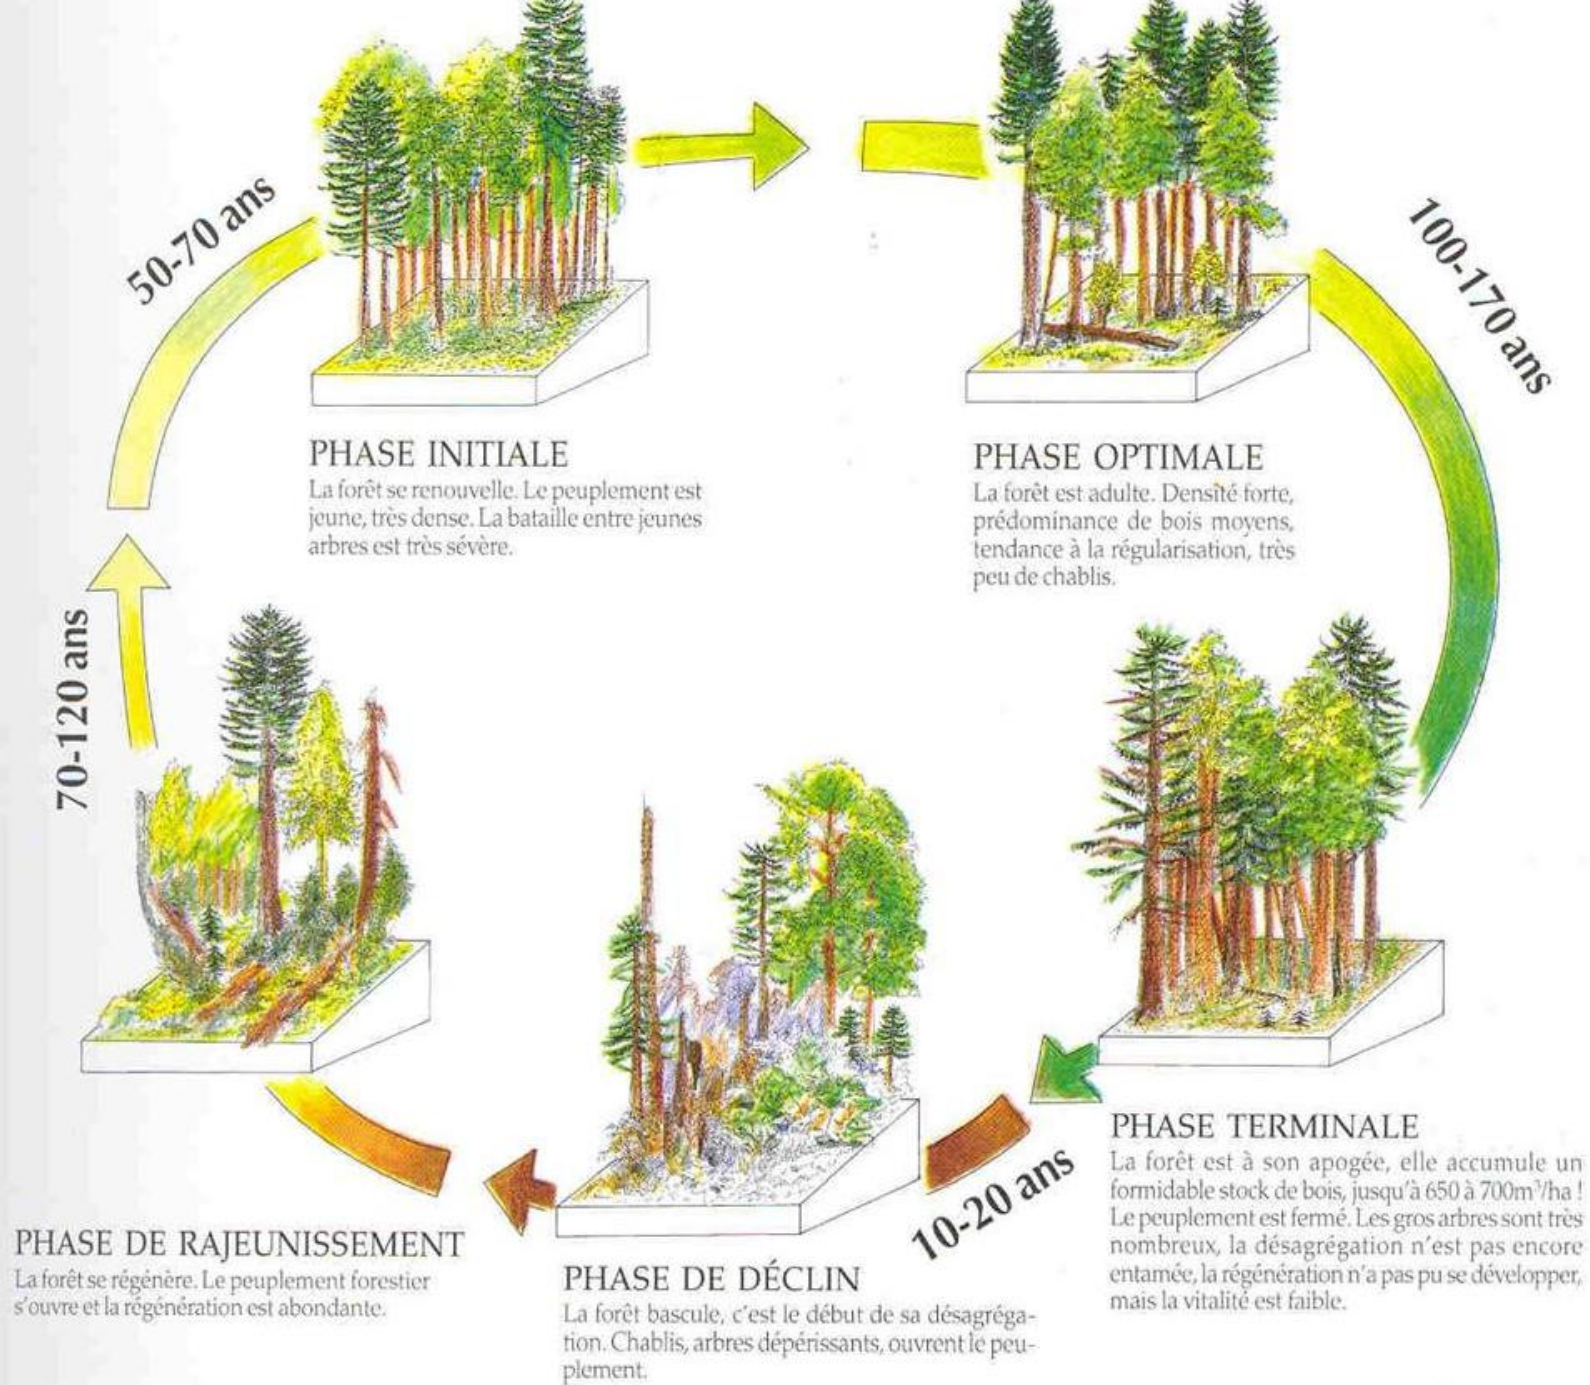 50-70 ans
100-170 ans
PHASE INITIALE
La forêt se renouvelle. Le peuplement est
jeune, très dense. La bataille entre jeunes
arbres est très sévère.
PHASE OPTIMALE
La forêt est adulte. Densité forte,
prédominance de bois moyens,
tendance à la régularisation, très
peu de chablis.
70-120 ans
PHASE TERMINALE
La forêt est à son apogée, elle accumule un
formidable stock de bois, jusqu'à 650 à 700m³/ha !
Le peuplement est fermé. Les gros arbres sont très
nombreux, la désagrégation n'est pas encore
entamée, la régénération n'a pas pu se développer,
mais la vitalité est faible.
10-20 ans
PHASE DE DÉCLIN
La forêt bascule, c'est le début de sa désagréga-
tion. Chablis, arbres dépérissants, ouvrent le peu-
plement.
PHASE DE RAJEUNISSEMENT
La forêt se régénère. Le peuplement forestier
s'ouvre et la régénération est abondante.